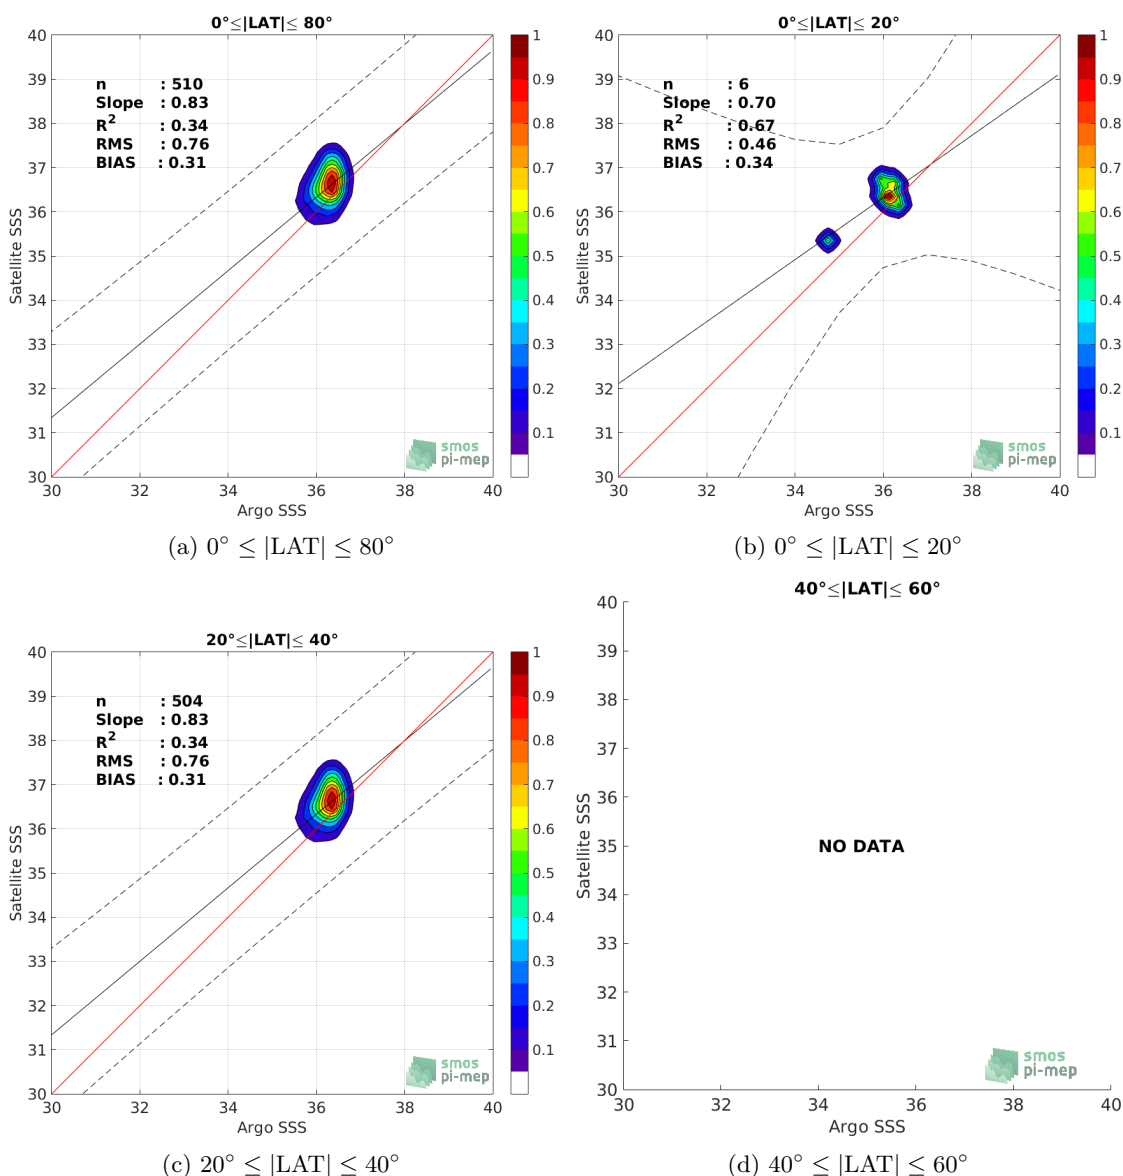 0°≤|LAT|≤ 80°
40
39
38
37
36
35
34
33
32
31
30
Satellite SSS
n : 510
Slope : 0.83
R2 : 0.34
RMS : 0.76
BIAS : 0.31
smos
pi-mep
30 32 34 36 38 40
Argo SSS
1
0.9
0.8
0.7
0.6
0.5
0.4
0.3
0.2
0.1
(a) 0° ≤ |LAT| ≤ 80°
0°≤|LAT|≤ 20°
40
39
38
37
36
35
34
33
32
31
30
Satellite SSS
n : 6
Slope : 0.70
R2 : 0.67
RMS : 0.46
BIAS : 0.34
smos
pi-mep
30 32 34 36 38 40
Argo SSS
1
0.9
0.8
0.7
0.6
0.5
0.4
0.3
0.2
0.1
(b) 0° ≤ |LAT| ≤ 20°
20°≤|LAT|≤ 40°
40
39
38
37
36
35
34
33
32
31
30
Satellite SSS
n : 504
Slope : 0.83
R2 : 0.34
RMS : 0.76
BIAS : 0.31
smos
pi-mep
30 32 34 36 38 40
Argo SSS
1
0.9
0.8
0.7
0.6
0.5
0.4
0.3
0.2
0.1
(c) 20° ≤ |LAT| ≤ 40°
40°≤|LAT|≤ 60°
40
39
38
37
36
35
34
33
32
31
30
Satellite SSS
NO DATA
smos
pi-mep
30 32 34 36 38 40
Argo SSS
(d) 40° ≤ |LAT| ≤ 60°